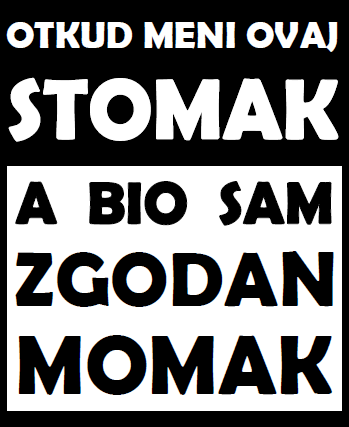 OTKUD MENI OVAJ
STOMAK
A BIO SAM
ZGODAN
MOMAK